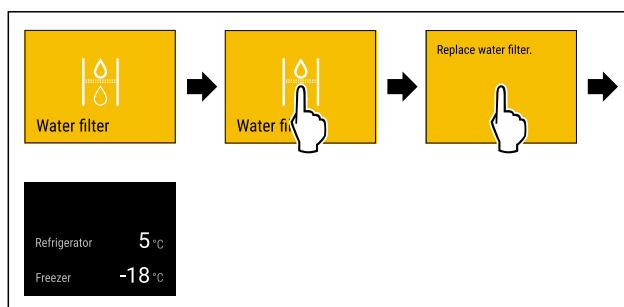 Water filter
Water fi
Replace water filter.
Refrigerator 5 °C
Freezer -18 °C